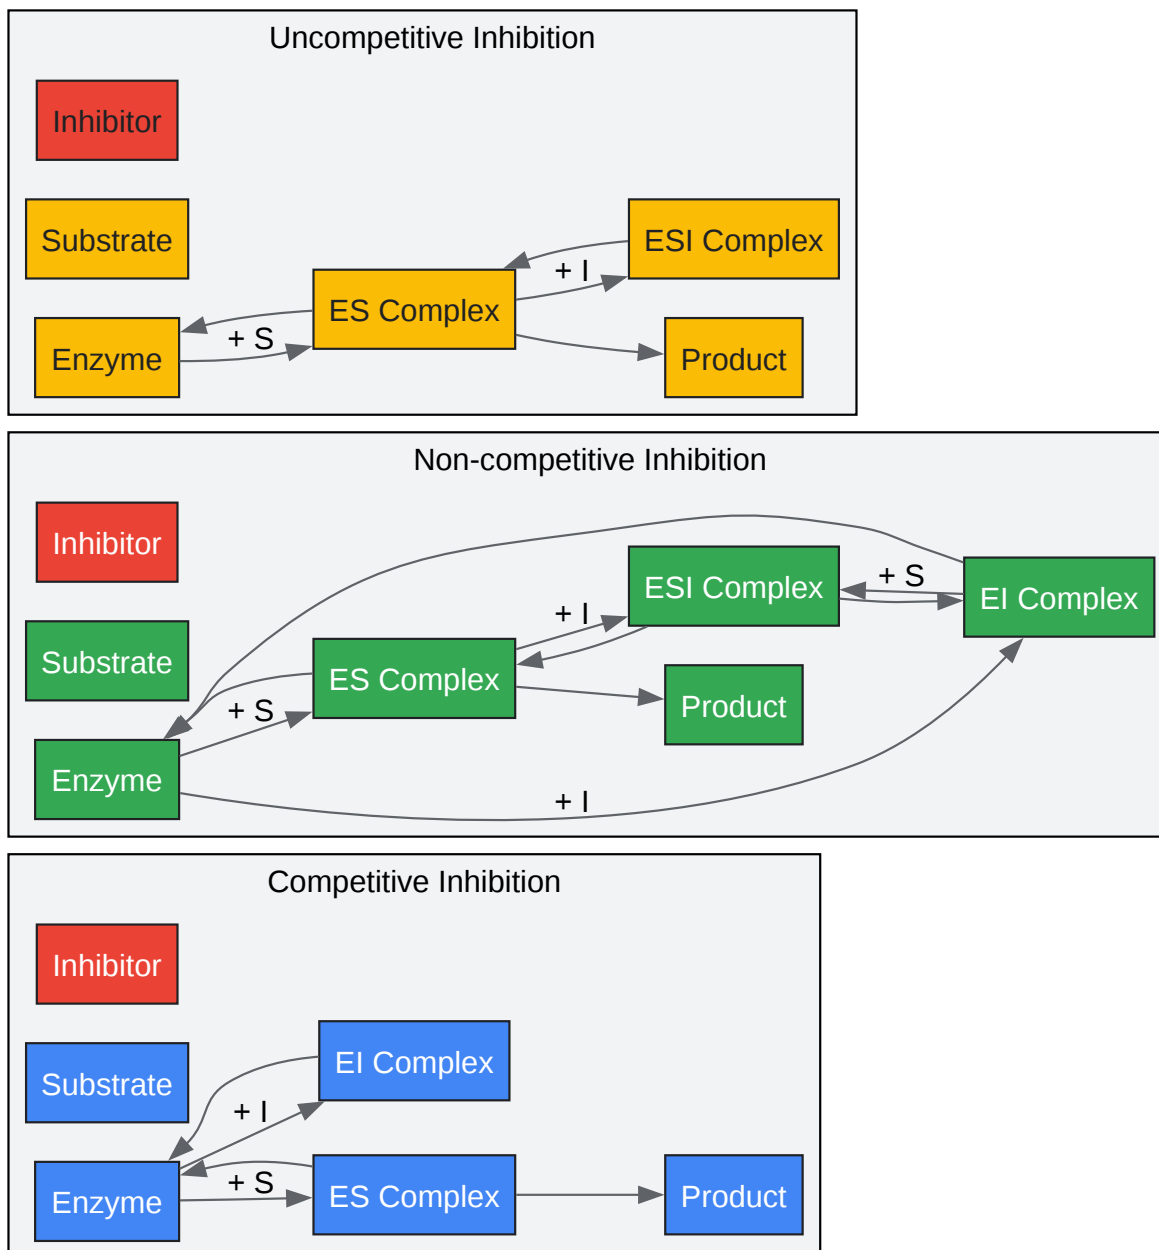 Uncompetitive Inhibition
Inhibitor
Substrate
ESI Complex
+ I
ES Complex
+ S
Enzyme
Product
Non-competitive Inhibition
Inhibitor
ESI Complex
+ S
EI Complex
+ I
Substrate
ES Complex
+ S
Product
Enzyme
+ I
Competitive Inhibition
Inhibitor
EI Complex
Substrate
+ I
+ S
Enzyme
ES Complex
Product